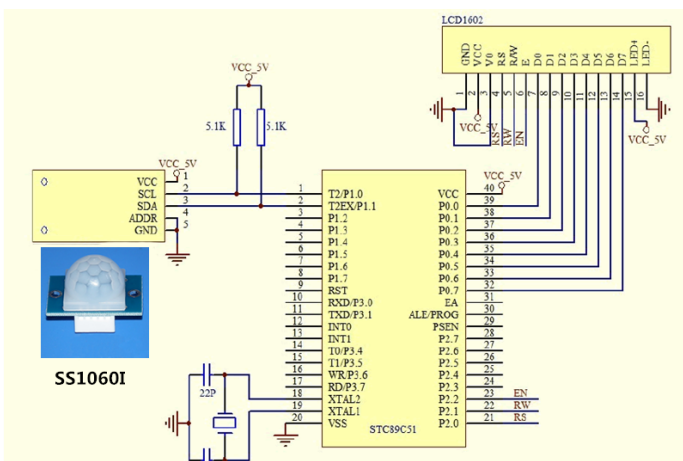 LCD1602
GND VCC V0 RS R/W E D0 D1 D2 D3 D4 D5 D6 D7 LED+ LED-
1 2 3 4 5 6 7 8 9 10 11 12 13 14 15 16
VCC_5V
RS RW EN
VCC_5V
VCC_5V
5.1K 5.1K
VCC_5V
VCC 1
SCL 2
SDA 3
ADDR 4
GND 5
SS1060I
VCC_5V
1 T2/P1.0 VCC 40
2 T2EX/P1.1 P0.0 39
3 P1.2 P0.1 38
4 P1.3 P0.2 37
5 P1.4 P0.3 36
6 P1.5 P0.4 35
7 P1.6 P0.5 34
8 P1.7 P0.6 33
9 RST P0.7 32
10 RXD/P3.0 EA 31
11 TXD/P3.1 ALE/PROG 30
12 INT0 PSEN 29
13 INT1 P2.7 28
14 T0/P3.4 P2.6 27
15 T1/P3.5 P2.5 26
16 WR/P3.6 P2.4 25
17 RD/P3.7 P2.3 24
18 XTAL2 P2.2 23 EN
19 XTAL1 P2.1 22 RW
20 VSS P2.0 21 RS
STC89C51
22P